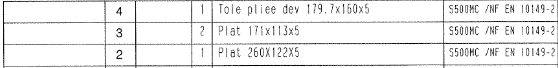 4 1 Tole pliee dev 179.7x160x5 S500MC /NF EN 10149-2
3 2 Plat 171x113x5 S500MC /NF EN 10149-2
2 1 Plat 260X122X5 S500MC /NF EN 10149-2